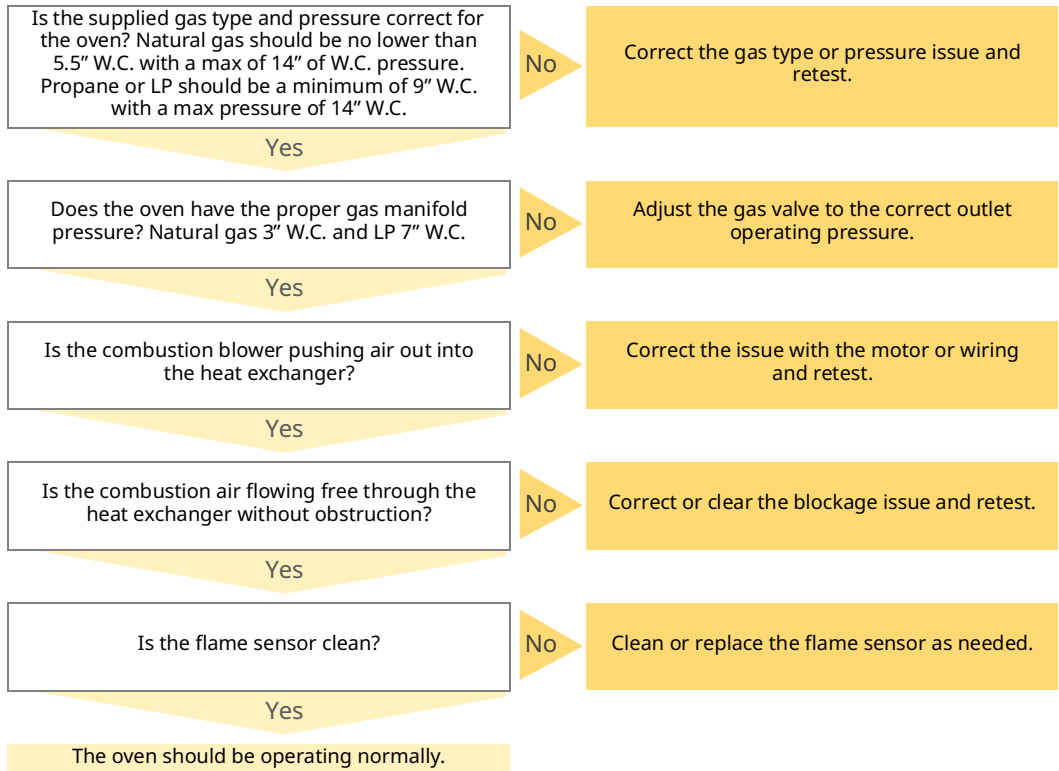 Is the supplied gas type and pressure correct for
the oven? Natural gas should be no lower than
5.5” W.C. with a max of 14” of W.C. pressure.
Propane or LP should be a minimum of 9” W.C.
with a max pressure of 14” W.C.
No
Correct the gas type or pressure issue and
retest.
Yes
Does the oven have the proper gas manifold
pressure? Natural gas 3” W.C. and LP 7” W.C.
No
Adjust the gas valve to the correct outlet
operating pressure.
Yes
Is the combustion blower pushing air out into
the heat exchanger?
No
Correct the issue with the motor or wiring
and retest.
Yes
Is the combustion air flowing free through the
heat exchanger without obstruction?
No
Correct or clear the blockage issue and retest.
Yes
Is the flame sensor clean?
No
Clean or replace the flame sensor as needed.
Yes
The oven should be operating normally.